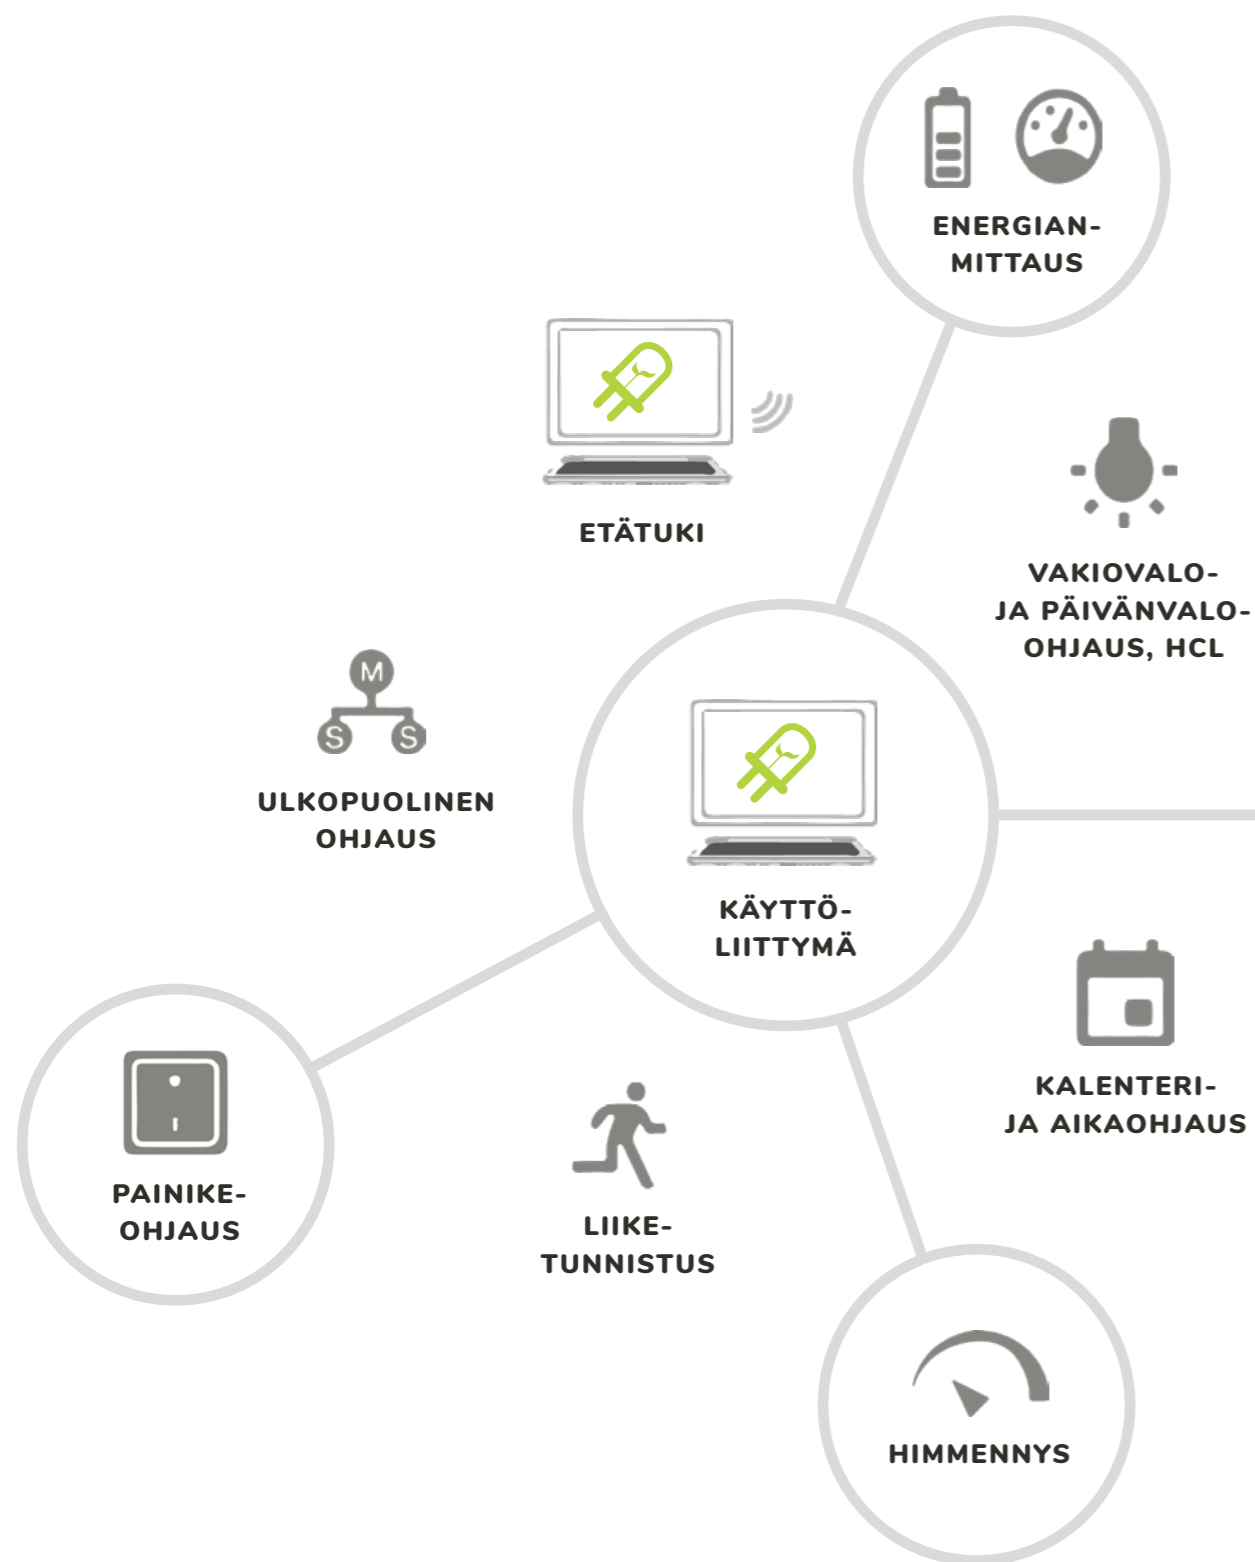 ENERGIAN-
MITTAUS
ETÄTUKI
VAKIOVALO-
JA PÄIVÄNVALO-
OHJAUS, HCL
M
S S
ULKOPUOLINEN
OHJAUS
KÄYTTÖ-
LIITTYMÄ
KALENTERI-
JA AIKAOHJAUS
PAINIKE-
OHJAUS
LIIKE-
TUNNISTUS
HIMMENNYS